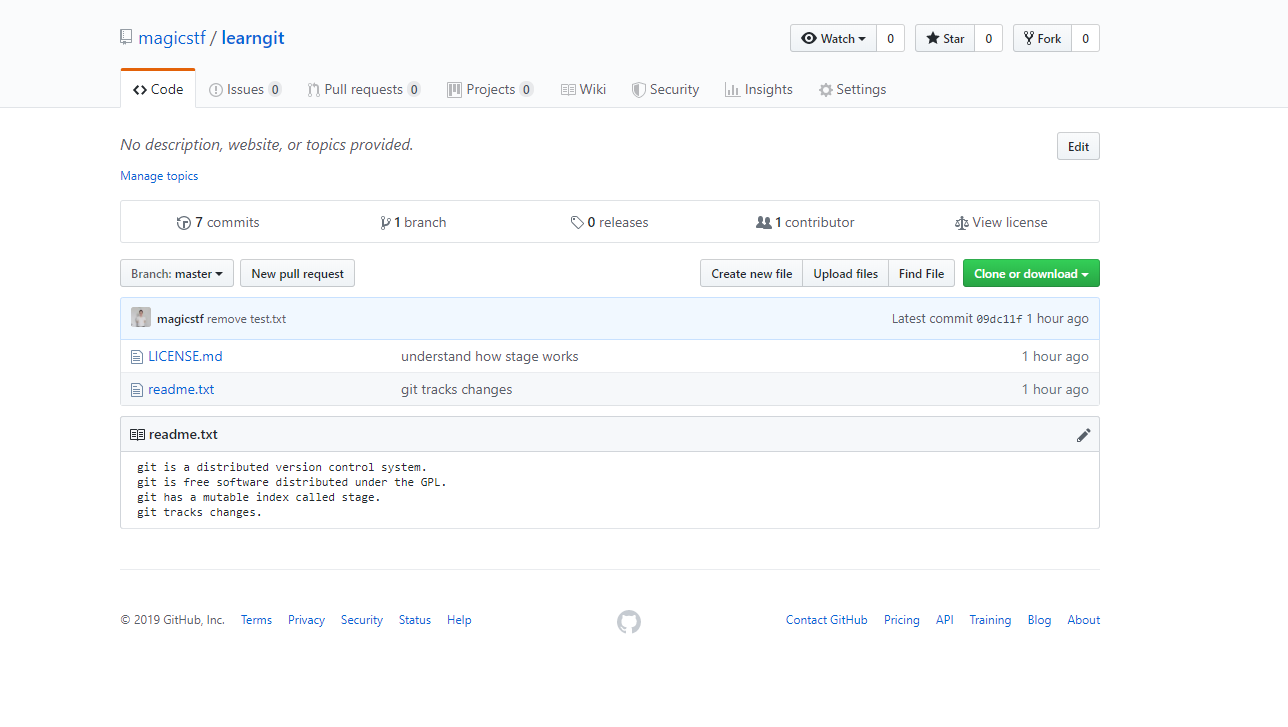 magicstf / learngit
Watch 0 Star 0 Fork 0
Code Issues 0 Pull requests 0 Projects 0 Wiki Security Insights Settings
No description, website, or topics provided.
Edit
Manage topics
7 commits 1 branch 0 releases 1 contributor View license
Branch: master New pull request Create new file Upload files Find File Clone or download
magicstf remove test.txt Latest commit 09dc11f 1 hour ago
LICENSE.md understand how stage works 1 hour ago
readme.txt git tracks changes 1 hour ago
readme.txt
git is a distributed version control system.
git is free software distributed under the GPL.
git has a mutable index called stage.
git tracks changes.
© 2019 GitHub, Inc. Terms Privacy Security Status Help Contact GitHub Pricing API Training Blog About